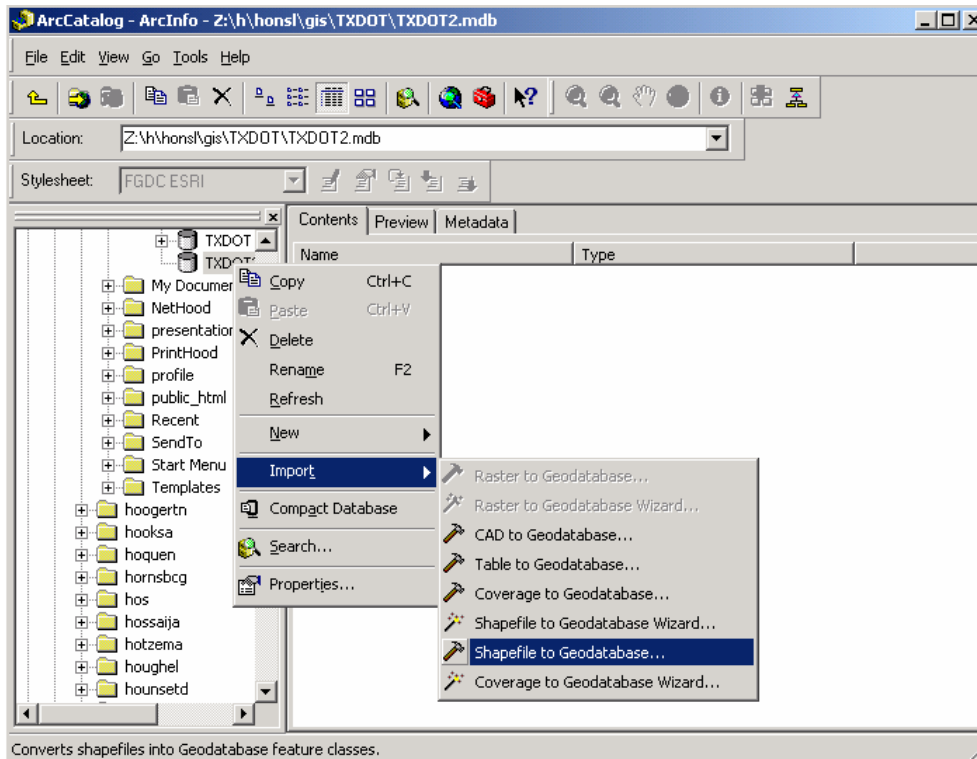 ArcCatalog - ArcInfo - Z:\h\honsl\gis\TXDOT\TXDOT2.mdb
File Edit View Go Tools Help
Location: Z:\h\honsl\gis\TXDOT\TXDOT2.mdb
Stylesheet: FGDC ESRI
Contents Preview Metadata
Name Type
TXDOT
TXDOT2
My Documen
NetHood
presentation
PrintHood
profile
public_html
Recent
SendTo
Start Menu
Templates
hoogertn
hooksa
hoquen
hornsbcg
hos
hossaija
hotzema
houghel
hounsetd
Copy Ctrl+C
Paste Ctrl+V
Delete
Rename F2
Refresh
New
Import
Compact Database
Search...
Properties...
Raster to Geodatabase...
Raster to Geodatabase Wizard...
CAD to Geodatabase...
Table to Geodatabase...
Coverage to Geodatabase...
Shapefile to Geodatabase Wizard...
Shapefile to Geodatabase...
Coverage to Geodatabase Wizard...
Converts shapefiles into Geodatabase feature classes.